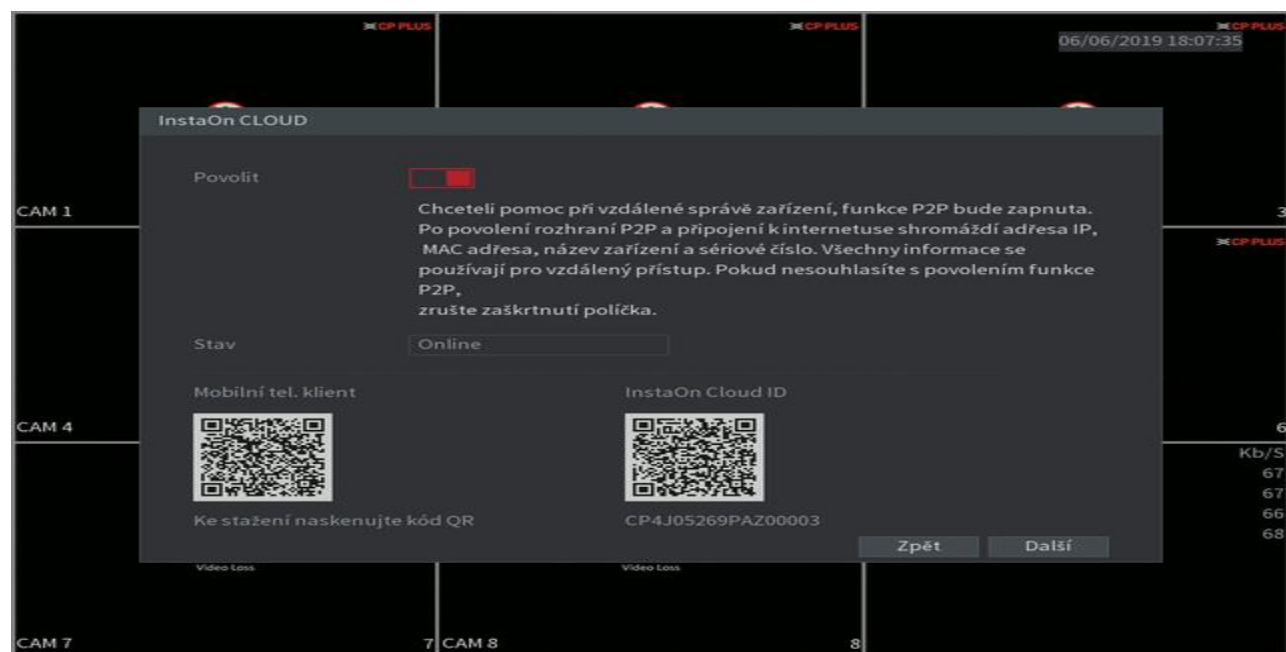 CP PLUS
CP PLUS
CP PLUS
06/06/2019 18:07:35
InstaOn CLOUD
Povolit
CAM 1
3
Chceteli pomoc při vzdálené správě zařízení, funkce P2P bude zapnuta.
Po povolení rozhraní P2P a připojení k internetuse shromáždí adřesa IP,
MAC adřesa, název zařízení a sériové číslo. Všechny informace se
používají pro vzdálený přístup. Pokud nesouhlasíte s povolením funkce
P2P,
zrušte zaškrtnutí políčka.
CP PLUS
Stav
Online
Mobilní tel. klient
InstaOn Cloud ID
CAM 4
6
Kb/S
67
67
66
68
Ke stažení naskenujte kód QR
CP4J05269PAZ00003
Zpět
Další
Video Loss
Video Loss
CAM 7
7
CAM 8
8